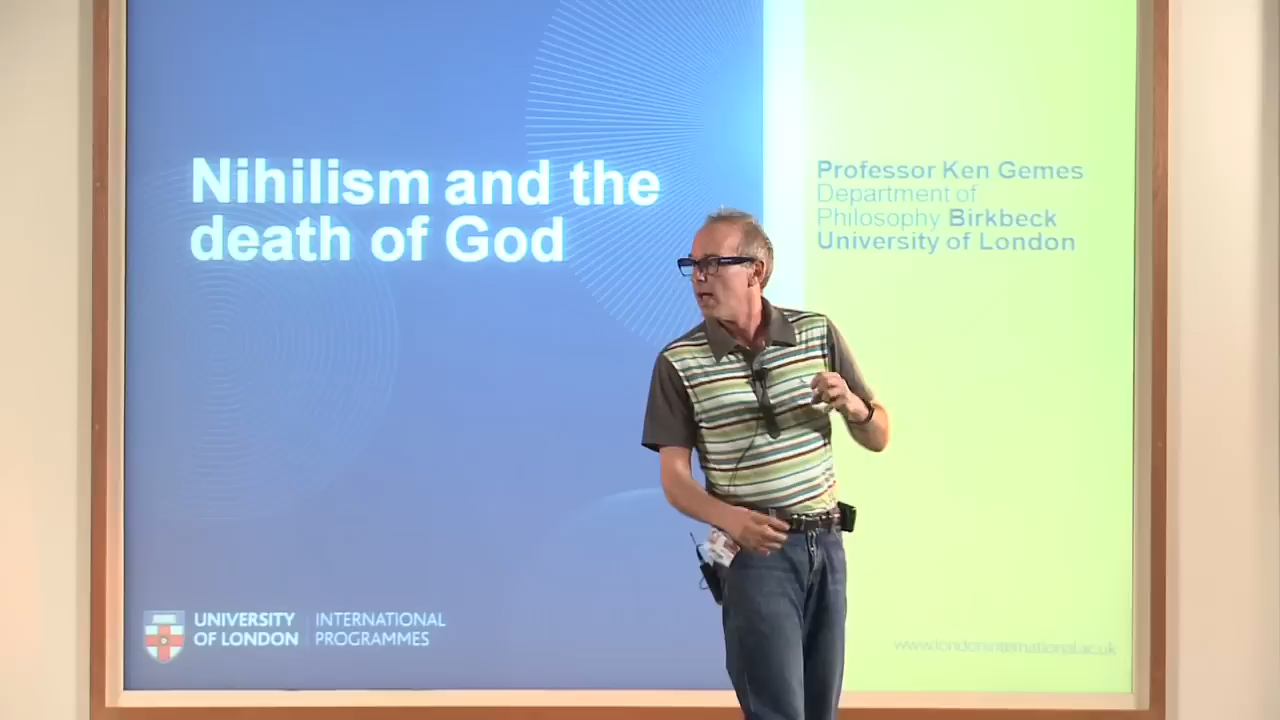 Nihilism and the
death of God
Professor Ken Gemes
Department of
Philosophy Birkbeck
University of London
UNIVERSITY
OF LONDON
INTERNATIONAL
PROGRAMMES
www.londoninternational.ac.uk